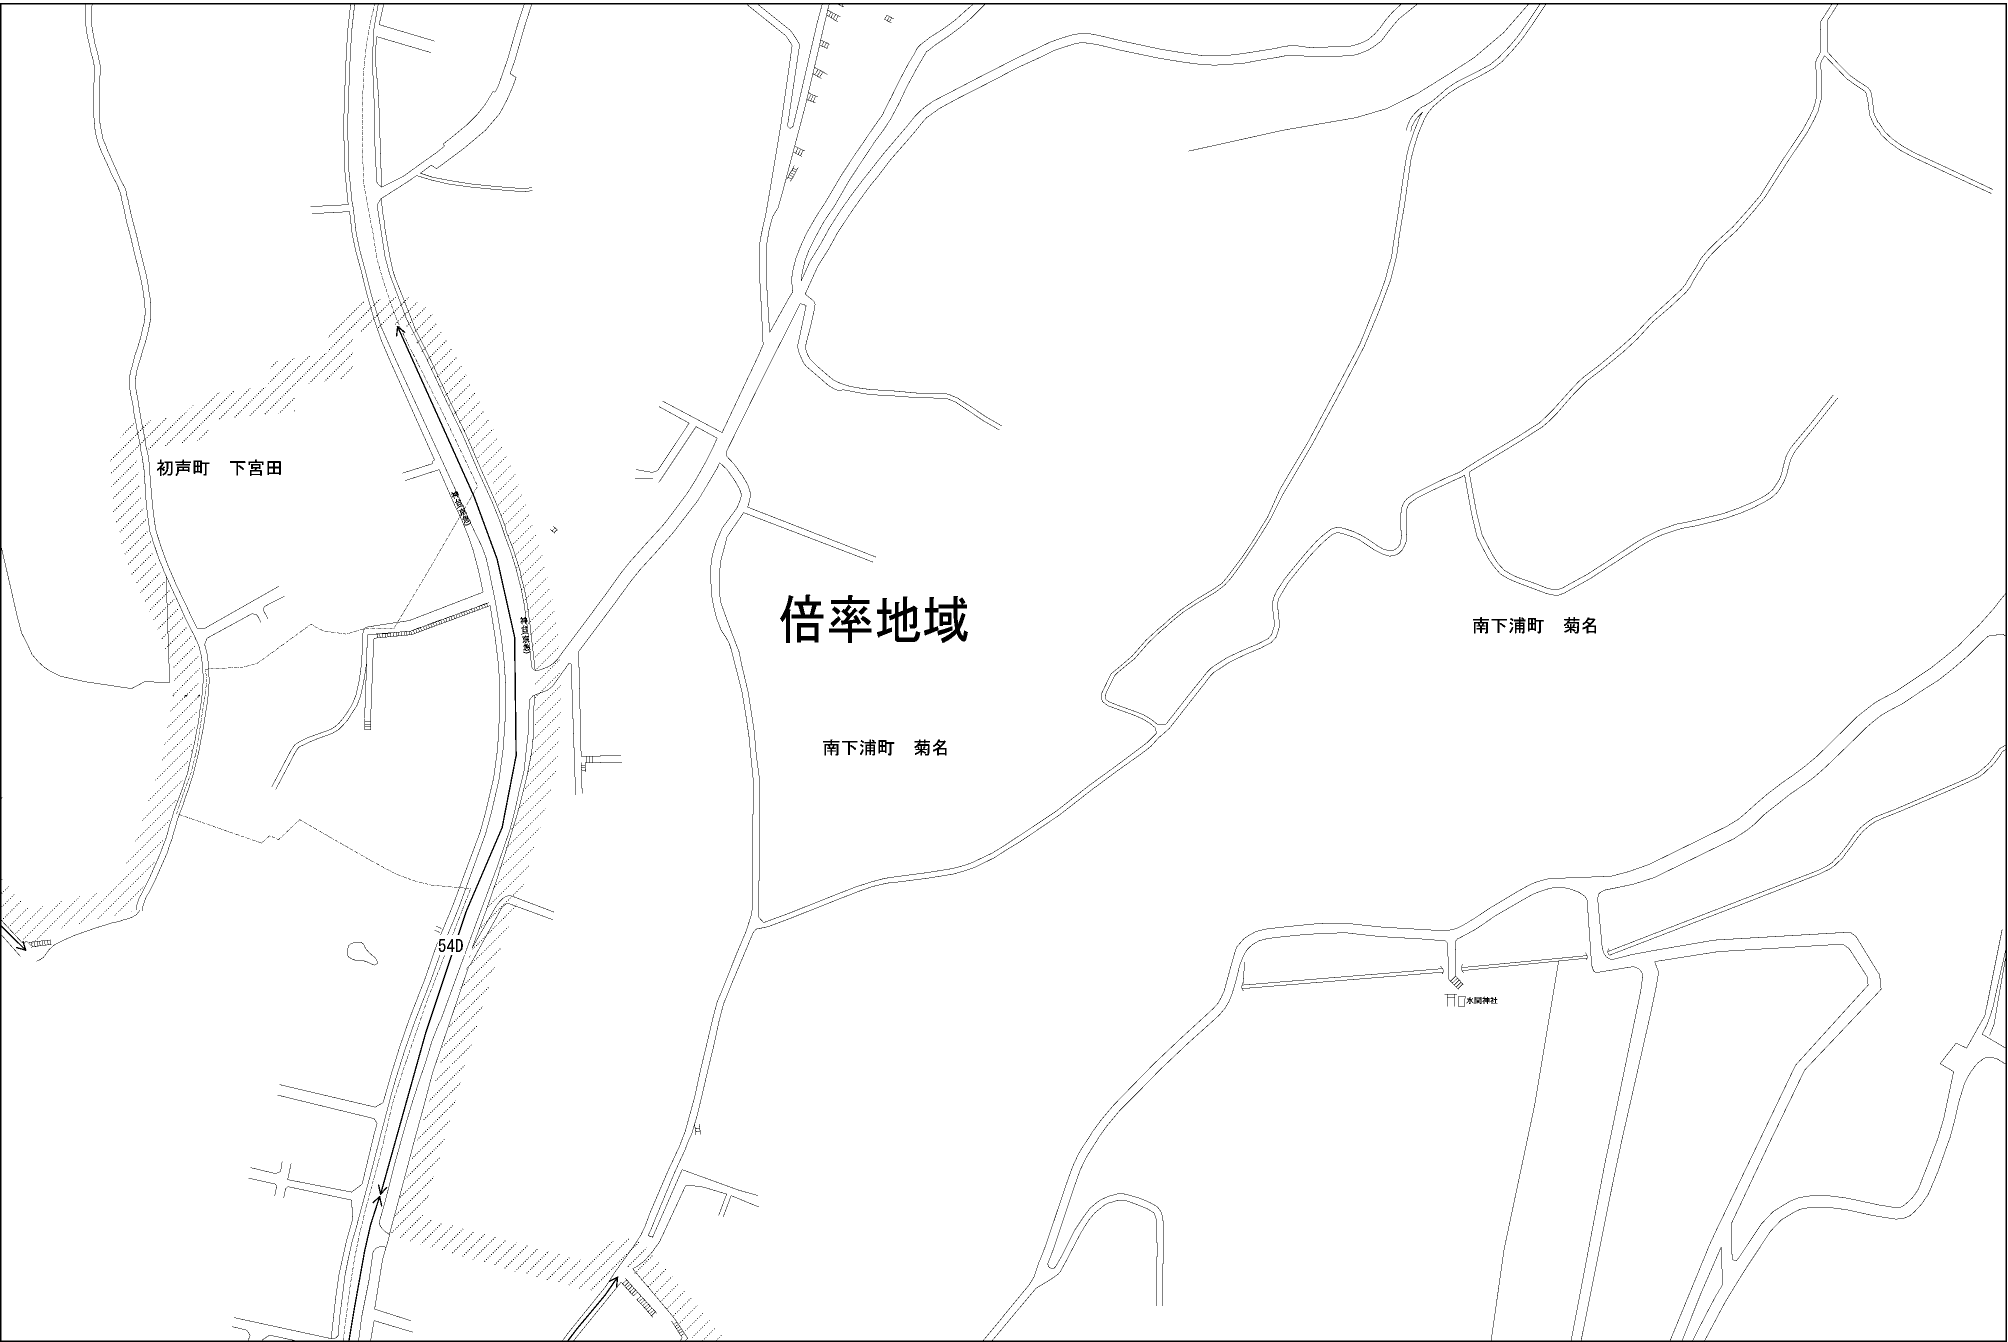 初声町　下宮田
倍率地域
南下浦町　菊名
南下浦町　菊名
54D
水間神社